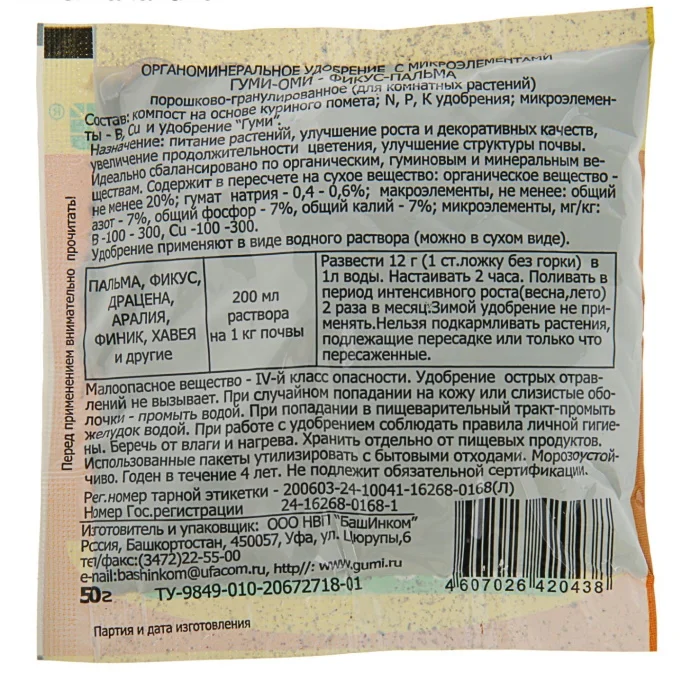 ОРГАНОМИНЕРАЛЬНОЕ УДОБРЕНИЕ С МИКРОЭЛЕМЕНТАМИ
ГУМИ-ОМИ - ФИКУС-ПАЛЬМА
порошково-гранулированное (для комнатных растений)
Состав: компост на основе куриного помета; N, P, K удобрения; микроэлемен-
ты - B, Cu и удобрение "Гуми".
Назначение: питание растений, улучшение роста и декоративных качеств,
увеличение продолжительности цветения, улучшение структуры почвы.
Идеально сбалансировано по органическим, гуминовым и минеральным ве-
ществам. Содержит в пересчете на сухое вещество: органическое вещество -
не менее 20%; гумат натрия - 0,4 - 0,6%; макроэлементы, не менее: общий
азот - 7%, общий фосфор - 7%, общий калий - 7%; микроэлементы, мг/кг:
B -100 - 300, Cu -100 -300.
Удобрение применяют в виде водного раствора (можно в сухом виде).
ПАЛЬМА, ФИКУС,
ДРАЦЕНА,
АРАЛИЯ,
ФИНИК, ХАВЕЯ
и другие
200 мл
раствора
на 1 кг почвы
Развести 12 г (1 ст.ложку без горки) в
1л воды. Настаивать 2 часа. Поливать в
период интенсивного роста(весна,лето)
2 раза в месяц.Зимой удобрение не при-
менять.Нельзя подкармливать растения,
подлежащие пересадке или только что
пересаженные.
Малоопасное вещество - IV-й класс опасности. Удобрение острых отрав-
лений не вызывает. При случайном попадании на кожу или слизистые обо-
лочки - промыть водой. При попадании в пищеварительный тракт-промыть
желудок водой. При работе с удобрением соблюдать правила личной гигие-
ны. Беречь от влаги и нагрева. Хранить отдельно от пищевых продуктов.
Использованные пакеты утилизировать с бытовыми отходами. Морозоустой-
чиво. Годен в течение 4 лет. Не подлежит обязательной сертификации.
Рег.номер тарной этикетки - 200603-24-10041-16268-0168(Л)
Номер Гос.регистрации 24-16268-0168-1
Изготовитель и упаковщик: ООО НВП "БашИнком"
Россия, Башкортостан, 450057, Уфа, ул. Цюрупы,6
тел/факс:(3472)22-55-00
e-nail:bashinkom@ufacom.ru, http//: www.gumi.ru
50г
ТУ-9849-010-20672718-01
4 607026 420438
Партия и дата изготовления
Перед применением внимательно прочитать!